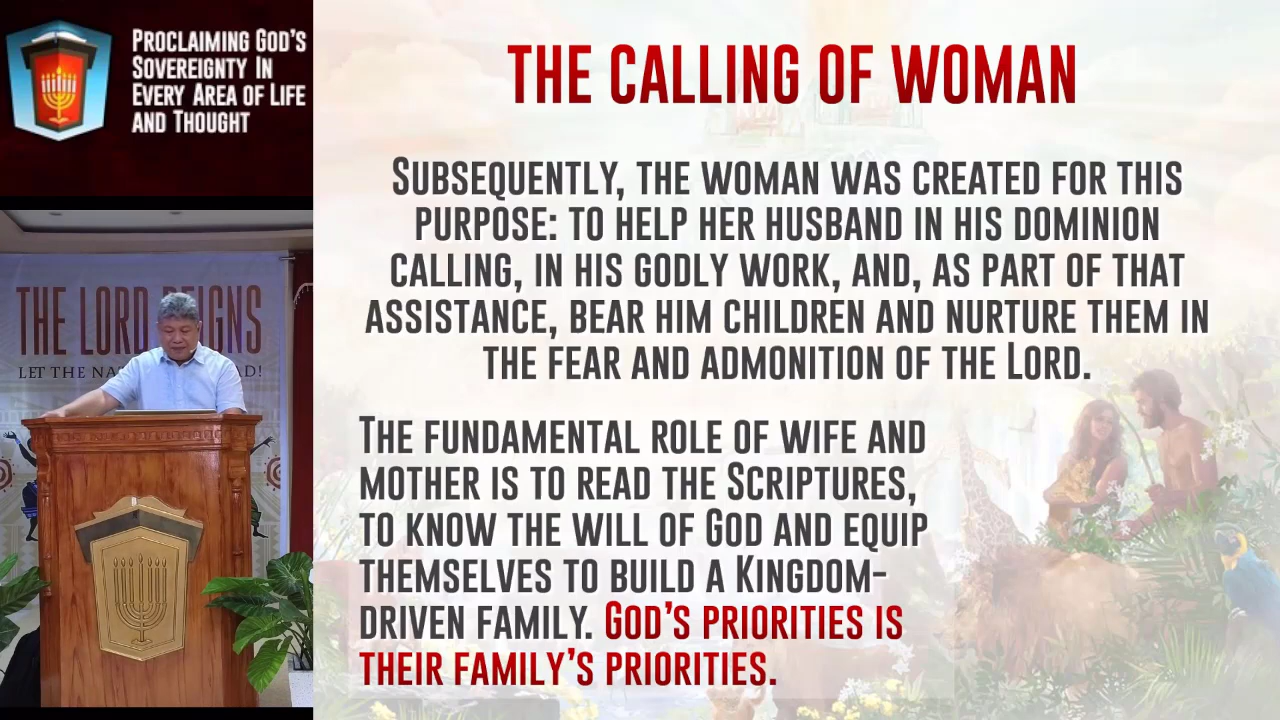 PROCLAIMING GOD'S
SOVEREIGNTY IN
EVERY AREA OF LIFE
AND THOUGHT
THE CALLING OF WOMAN
SUBSEQUENTLY, THE WOMAN WAS CREATED FOR THIS
PURPOSE: TO HELP HER HUSBAND IN HIS DOMINION
CALLING, IN HIS GODLY WORK, AND, AS PART OF THAT
ASSISTANCE, BEAR HIM CHILDREN AND NURTURE THEM IN
THE FEAR AND ADMONITION OF THE LORD.
THE FUNDAMENTAL ROLE OF WIFE AND
MOTHER IS TO READ THE SCRIPTURES,
TO KNOW THE WILL OF GOD AND EQUIP
THEMSELVES TO BUILD A KINGDOM-
DRIVEN FAMILY. GOD'S PRIORITIES IS
THEIR FAMILY'S PRIORITIES.
THE LORD REIGNS
LET THE